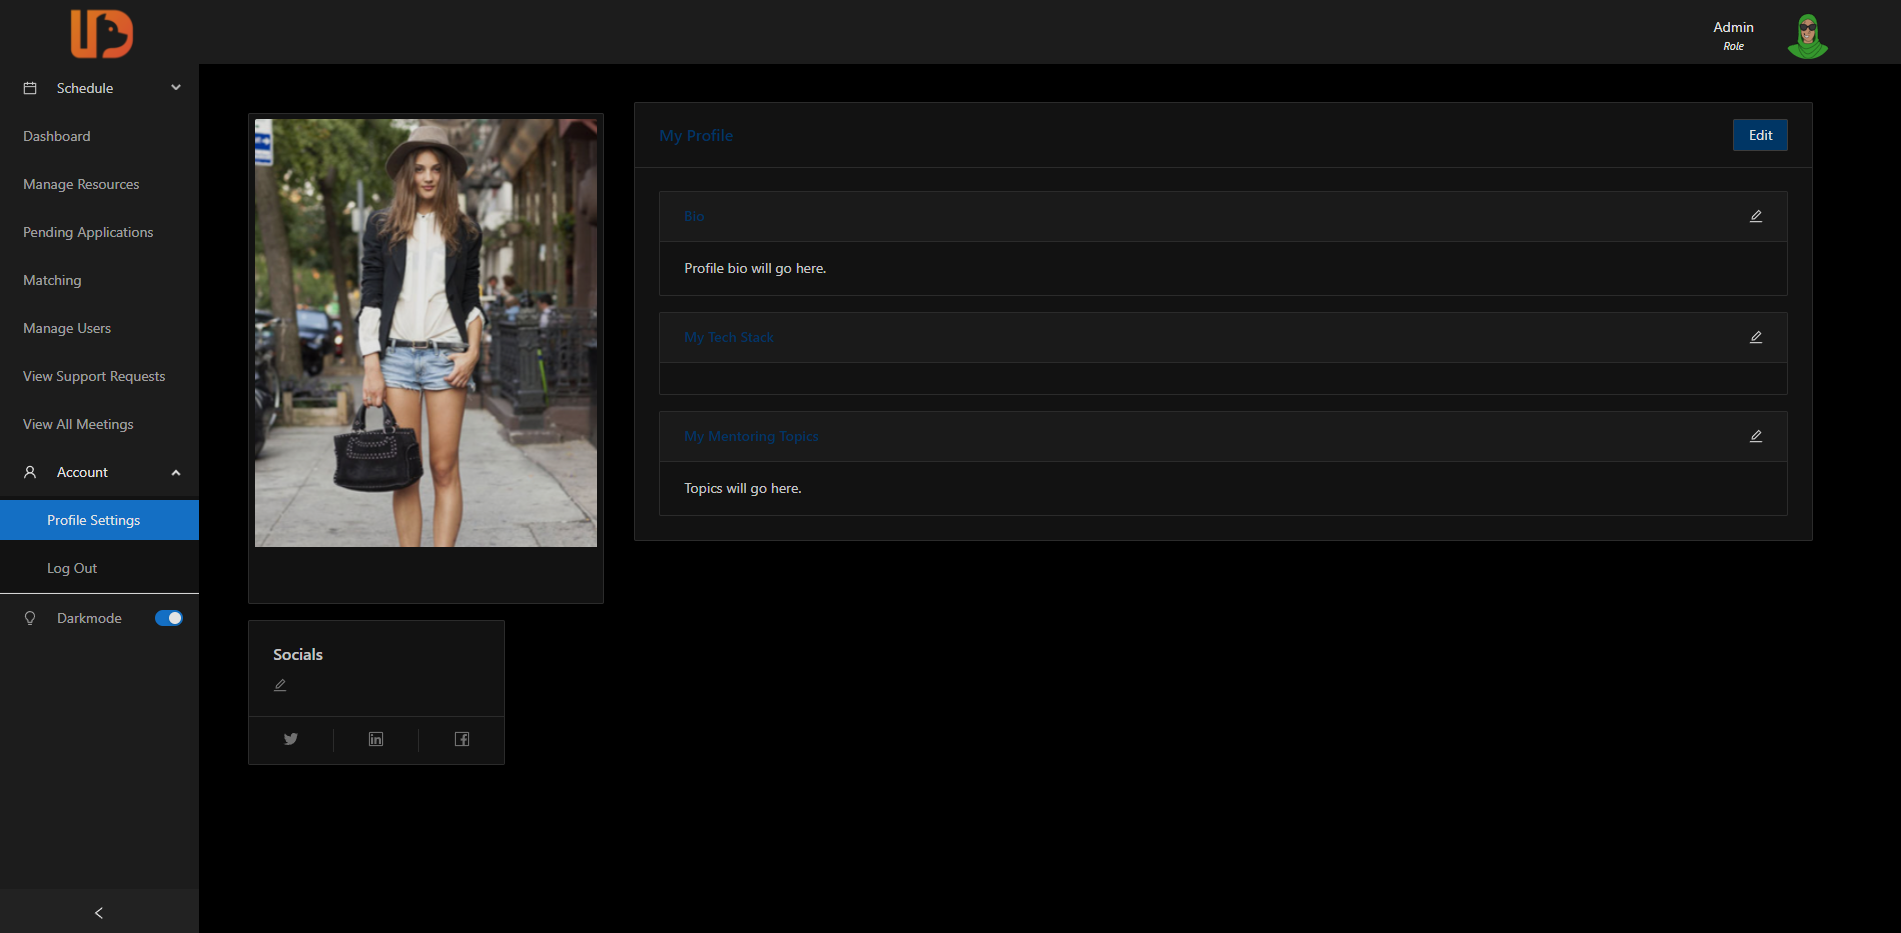 Admin
Role
Schedule
Dashboard
Manage Resources
Pending Applications
Matching
Manage Users
View Support Requests
View All Meetings
Account
Profile Settings
Log Out
Darkmode
Socials
My Profile
Edit
Bio
Profile bio will go here.
My Tech Stack
My Mentoring Topics
Topics will go here.